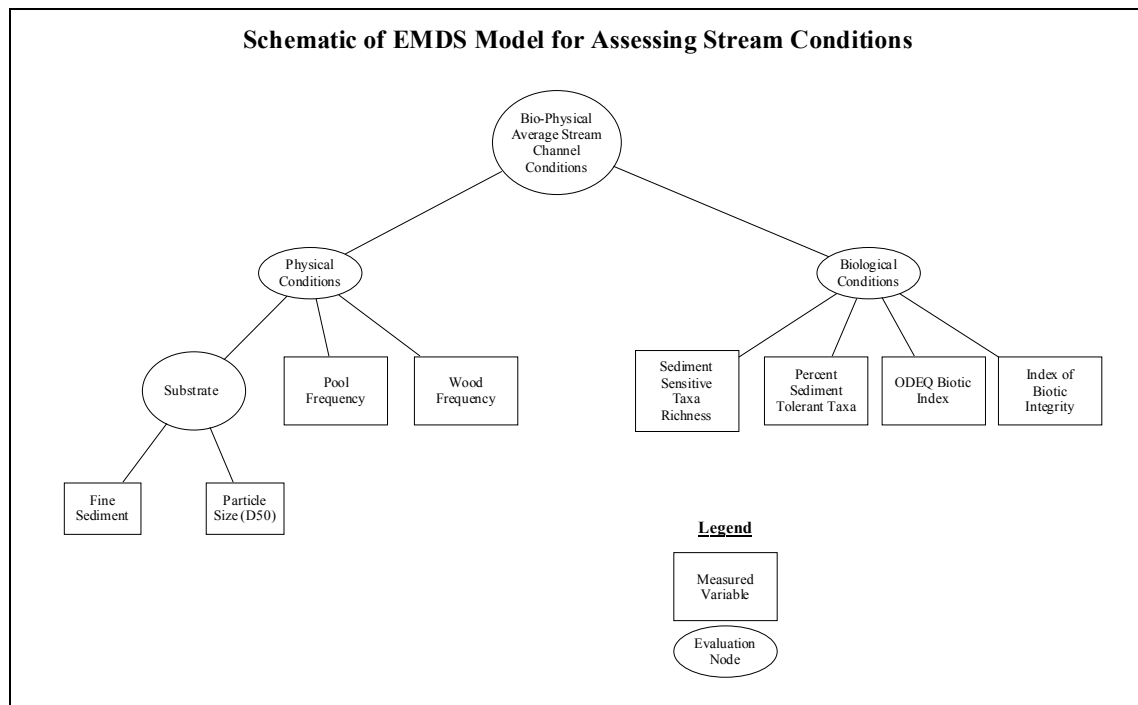 Schematic of EMDS Model for Assessing Stream Conditions
Bio-Physical
Average Stream
Channel
Conditions
Physical
Conditions
Biological
Conditions
Substrate
Pool
Frequency
Wood
Frequency
Sediment
Sensitive
Taxa
Richness
Percent
Sediment
Tolerant Taxa
ODEQ Biotic
Index
Index of
Biotic
Integrity
Fine
Sediment
Particle
Size (D50)
Legend
Measured
Variable
Evaluation
Node